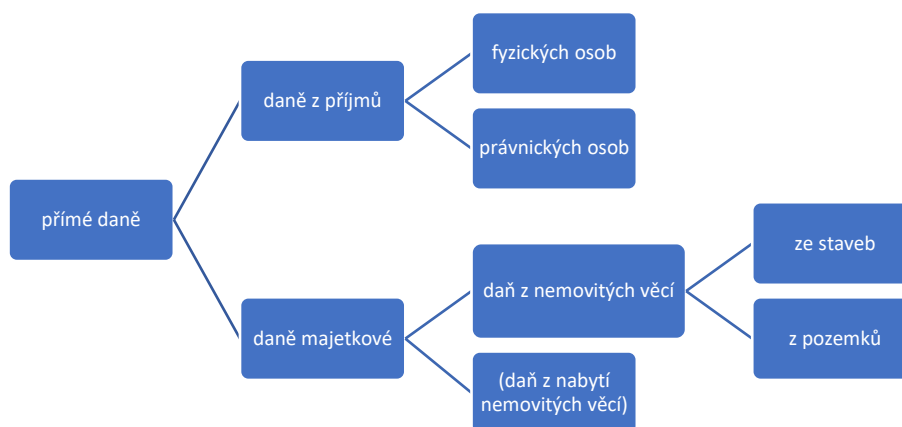 přímé daně
daně z příjmů
fyzických osob
právnických osob
daně majetkové
daň z nemovitých věcí
ze staveb
z pozemků
(daň z nabytí
nemovitých věcí)